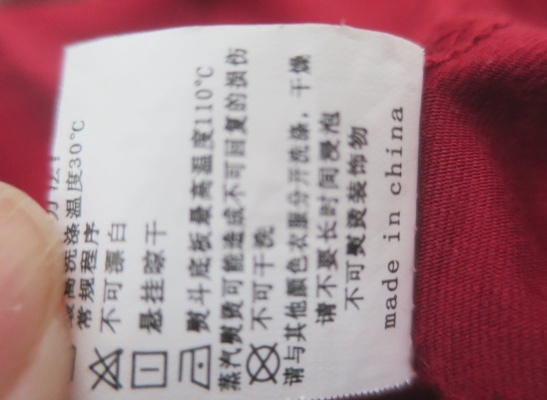 最高洗涤温度30°C
常规程序
不可漂白
悬挂晾干
熨斗底板最高温度110°C
蒸汽熨烫可能造成不可回复的损伤
不可干洗
请与其他颜色衣服分开洗涤，干燥
请不要长时间浸泡
不可熨烫装饰物
made in china